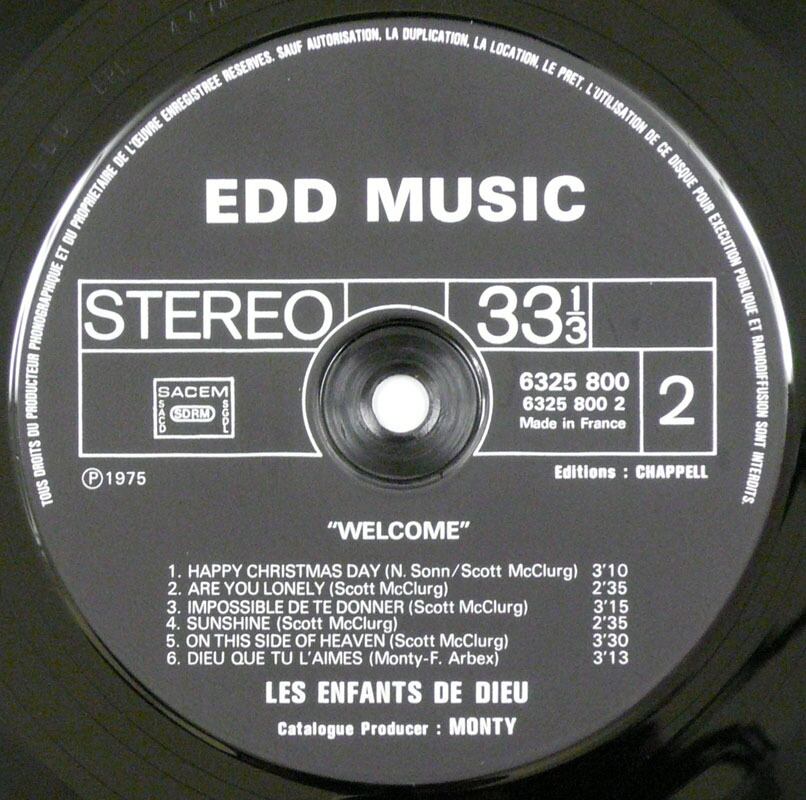 TOUS DROITS DU PRODUCTEUR PHONOGRAPHIQUE ET DU PROPRIETAIRE DE L'ŒUVRE ENREGISTREE RESERVES. SAUF AUTORISATION, LA DUPLICATION, LA LOCATION, LE PRET, L'UTILISATION DE CE DISQUE POUR EXECUTION PUBLIQUE ET RADIODIFFUSION SONT INTERDITS.
EDD MUSIC
STEREO
33 1/3
SACEM
SACD
SDRM
SGDL
6325 800
6325 800 2
Made in France
2
Ⓟ1975
Editions : CHAPPELL
"WELCOME"
1. HAPPY CHRISTMAS DAY (N. Sonn/Scott McClurg) 3'10
2. ARE YOU LONELY (Scott McClurg) 2'35
3. IMPOSSIBLE DE TE DONNER (Scott McClurg) 3'15
4. SUNSHINE (Scott McClurg) 2'35
5. ON THIS SIDE OF HEAVEN (Scott McClurg) 3'30
6. DIEU QUE TU L'AIMES (Monty-F. Arbex) 3'13
LES ENFANTS DE DIEU
Catalogue Producer : MONTY